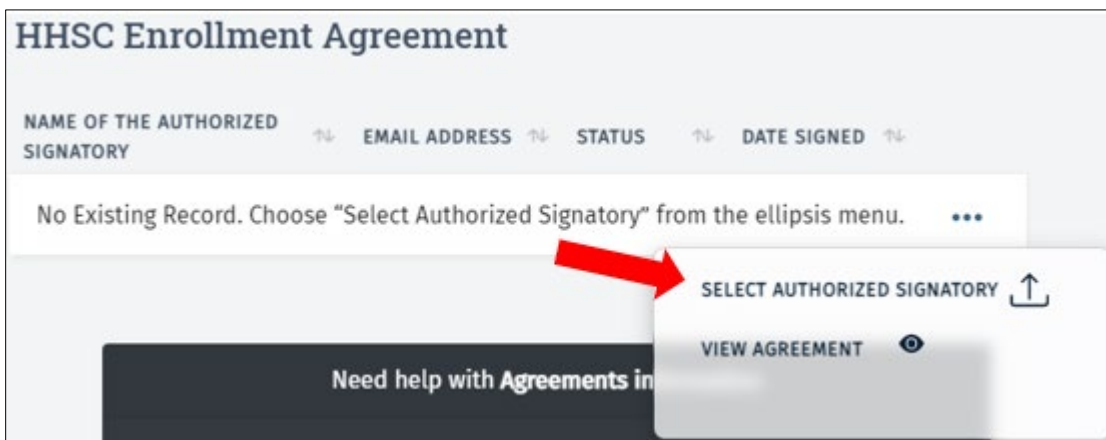 HHSC Enrollment Agreement
NAME OF THE AUTHORIZED
SIGNATORY
EMAIL ADDRESS
STATUS
DATE SIGNED
No Existing Record. Choose “Select Authorized Signatory” from the ellipsis menu.
SELECT AUTHORIZED SIGNATORY
VIEW AGREEMENT
Need help with Agreements in